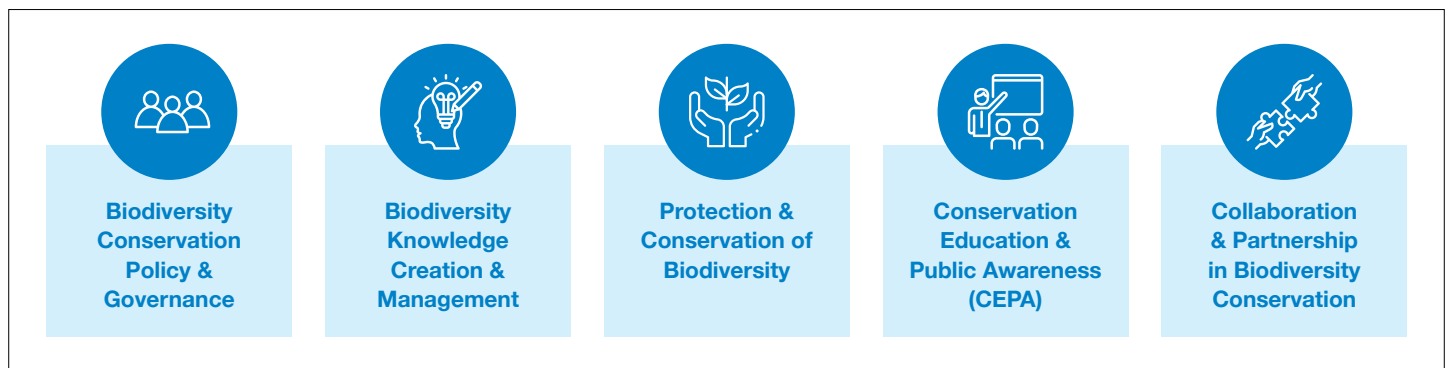 Biodiversity
Conservation
Policy &
Governance
Biodiversity
Knowledge
Creation &
Management
Protection &
Conservation of
Biodiversity
Conservation
Education &
Public Awareness
(CEPA)
Collaboration
& Partnership
in Biodiversity
Conservation